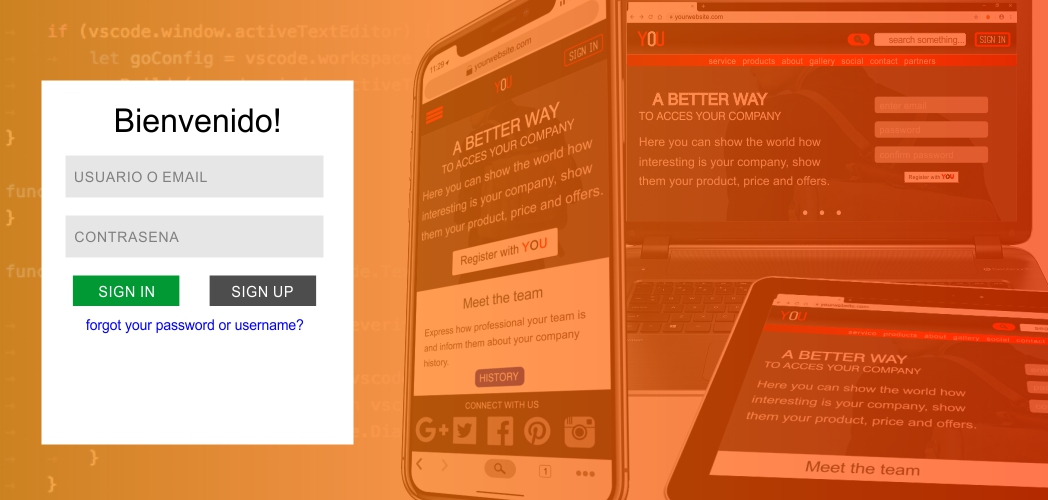 if (vscode.window.activeTextEditor
let goConfig = vscode.workspac
}
}
}
}
Bienvenido!
USUARIO O EMAIL
CONTRASENA
SIGN IN
SIGN UP
forgot your password or username?
11:29
yourwebsite.com
SIGN IN
YOU
A BETTER WAY
TO ACCES YOUR COMPANY
Here you can show the world how
interesting is your company, show
them your product, price and offers.
Register with YOU
Meet the team
Express how professional your team is
and inform them about your company
history.
HISTORY
CONNECT WITH US
G+
1
yourwebsite.com
YOU
search something...
SIGN IN
service products about gallery social contact partners
A BETTER WAY
TO ACCES YOUR COMPANY
Here you can show the world how
interesting is your company, show
them your product, price and offers.
enter email
password
confirm password
Register with YOU
yourwebsite.com
YOU
service products about gallery social contact
A BETTER WAY
TO ACCES YOUR COMPANY
Here you can show the world how
interesting is your company, show
them your product, price and offers.
Meet the team